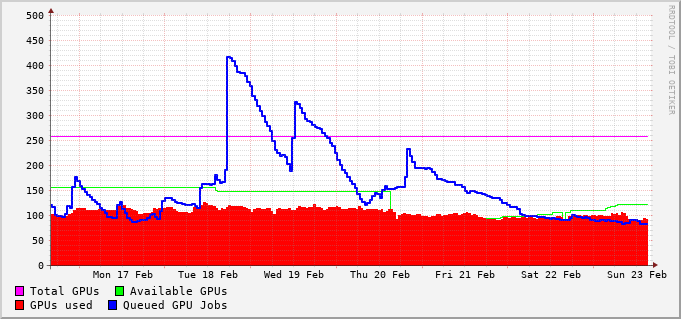 500
450
400
350
300
250
200
150
100
50
0
Mon 17 Feb Tue 18 Feb Wed 19 Feb Thu 20 Feb Fri 21 Feb Sat 22 Feb Sun 23 Feb
Total GPUs Available GPUs
GPUs used Queued GPU Jobs
RRDTOOL / TOBI OETIKER